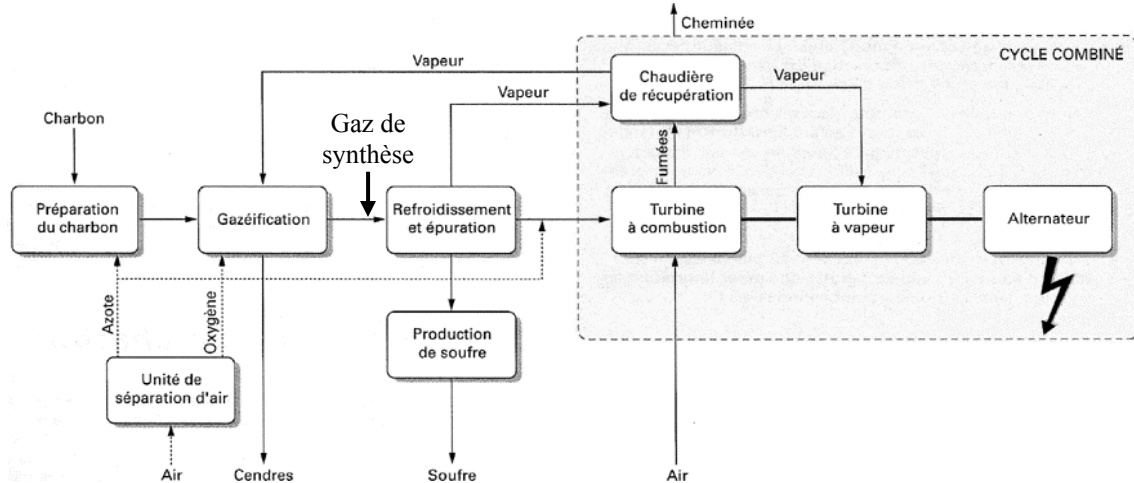 Cheminée
CYCLE COMBINÉ
Vapeur
Chaudière
de récupération
Vapeur
Vapeur
Charbon
Gaz de
synthèse
Fumées
Préparation
du charbon
Gazéification
Refroidissement
et épuration
Turbine
à combustion
Turbine
à vapeur
Alternateur
Azote
Oxygène
Production
de soufre
Unité de
séparation d'air
Air
Cendres
Soufre
Air